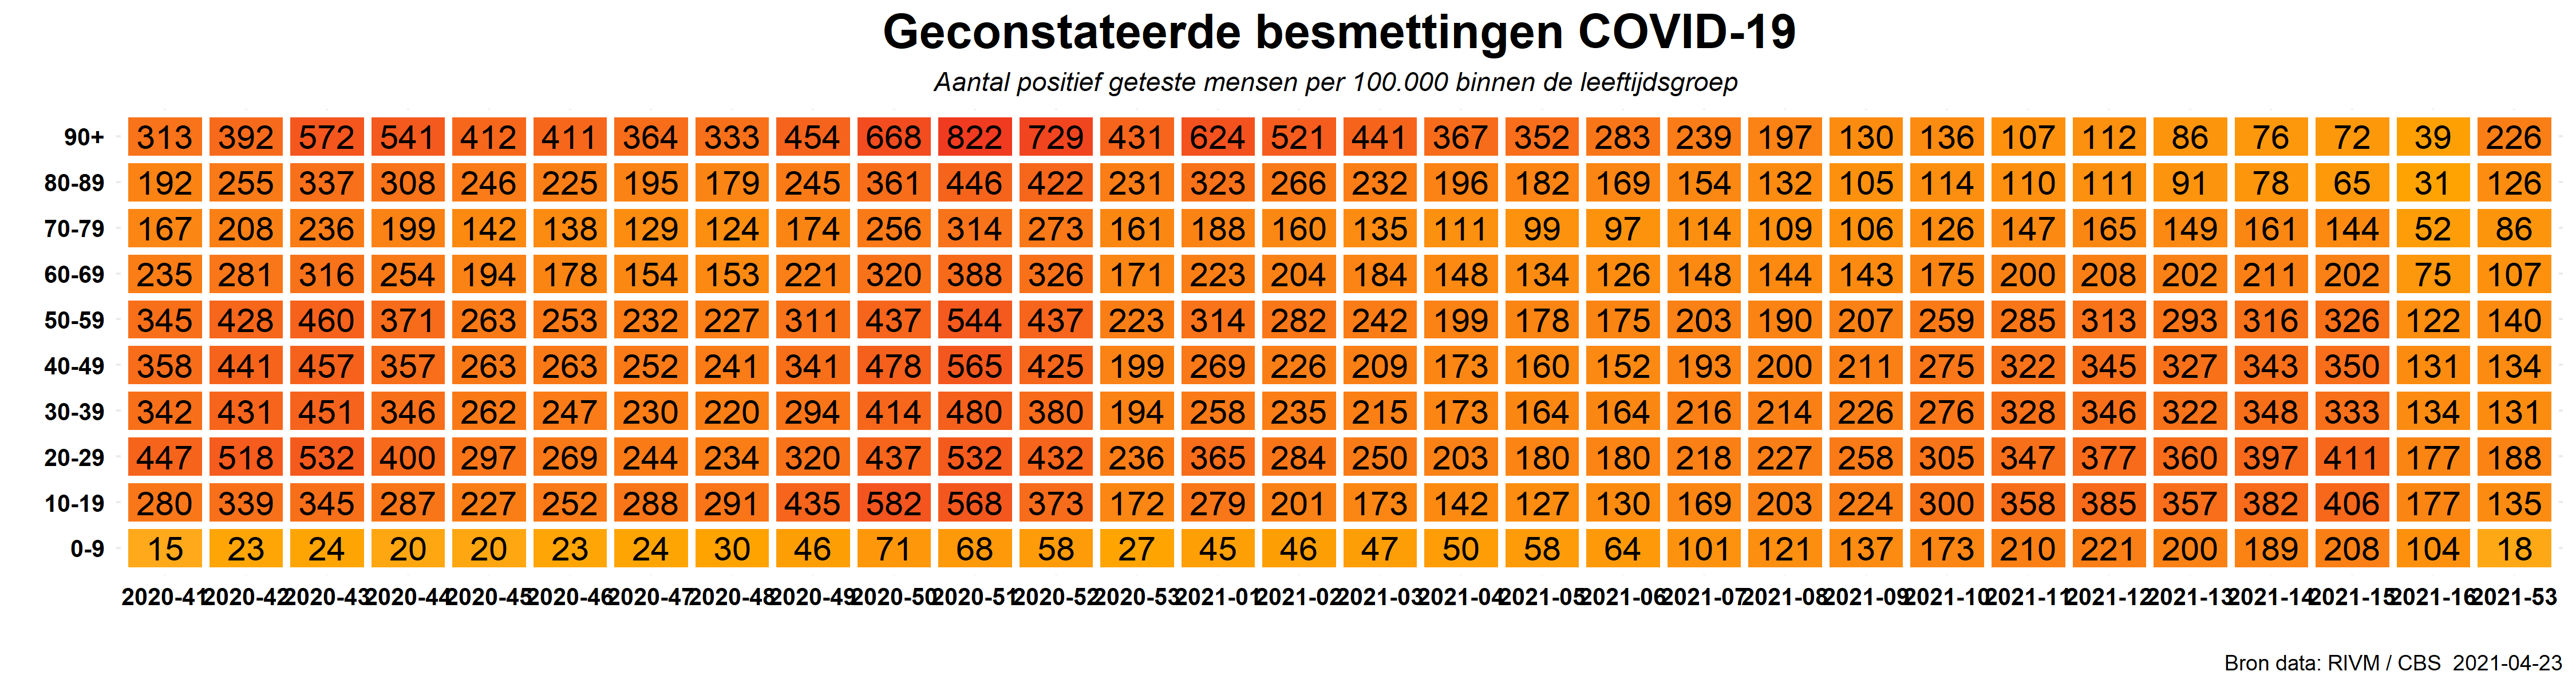 Geconstateerde besmettingen COVID-19
Aantal positief geteste mensen per 100.000 binnen de leeftijdsgroep
90+ 313 392 572 541 412 411 364 333 454 668 822 729 431 624 521 441 367 352 283 239 197 130 136 107 112 86 76 72 39 226
80-89 192 255 337 308 246 225 195 179 245 361 446 422 231 323 266 232 196 182 169 154 132 105 114 110 111 91 78 65 31 126
70-79 167 208 236 199 142 138 129 124 174 256 314 273 161 188 160 135 111 99 97 114 109 106 126 147 165 149 161 144 52 86
60-69 235 281 316 254 194 178 154 153 221 320 388 326 171 223 204 184 148 134 126 148 144 143 175 200 208 202 211 202 75 107
50-59 345 428 460 371 263 253 232 227 311 437 544 437 223 314 282 242 199 178 175 203 190 207 259 285 313 293 316 326 122 140
40-49 358 441 457 357 263 263 252 241 341 478 565 425 199 269 226 209 173 160 152 193 200 211 275 322 345 327 343 350 131 134
30-39 342 431 451 346 262 247 230 220 294 414 480 380 194 258 235 215 173 164 164 216 214 226 276 328 346 322 348 333 134 131
20-29 447 518 532 400 297 269 244 234 320 437 532 432 236 365 284 250 203 180 180 218 227 258 305 347 377 360 397 411 177 188
10-19 280 339 345 287 227 252 288 291 435 582 568 373 172 279 201 173 142 127 130 169 203 224 300 358 385 357 382 406 177 135
0-9 15 23 24 20 20 23 24 30 46 71 68 58 27 45 46 47 50 58 64 101 121 137 173 210 221 200 189 208 104 18
2020-41 2020-42 2020-43 2020-44 2020-45 2020-46 2020-47 2020-48 2020-49 2020-50 2020-51 2020-52 2020-53 2021-01 2021-02 2021-03 2021-04 2021-05 2021-06 2021-07 2021-08 2021-09 2021-10 2021-11 2021-12 2021-13 2021-14 2021-15 2021-16 2021-53
Bron data: RIVM / CBS 2021-04-23